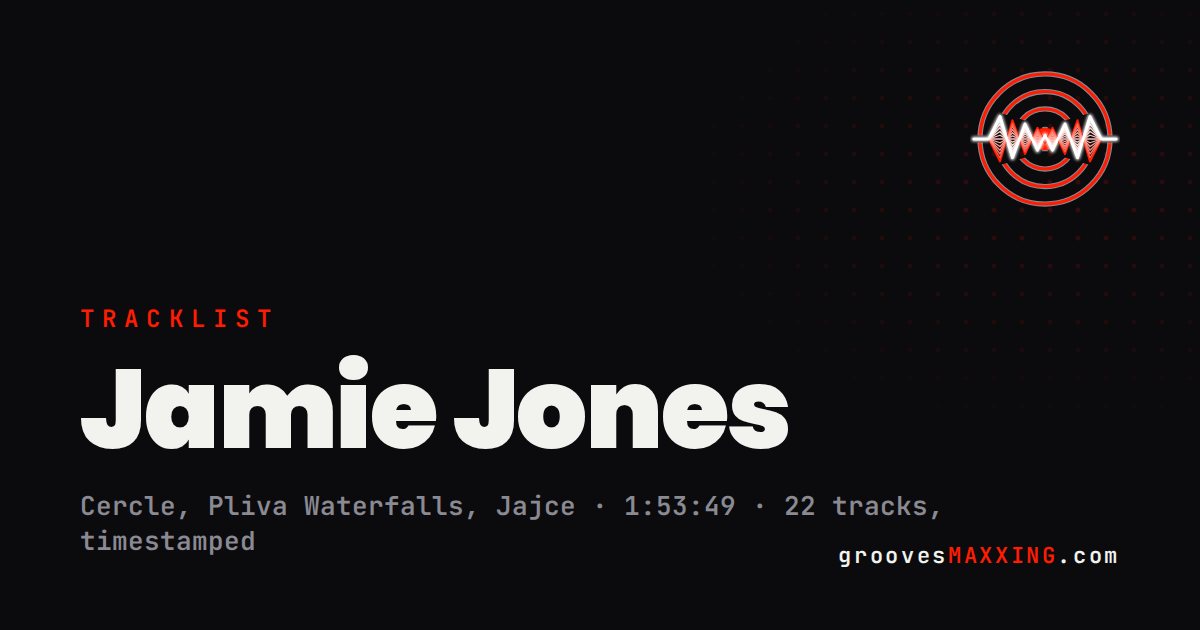 TRACKLIST
Jamie Jones
Cercle, Pliva Waterfalls, Jajce · 1:53:49 · 22 tracks,
timestamped
groovesMAXXING.com